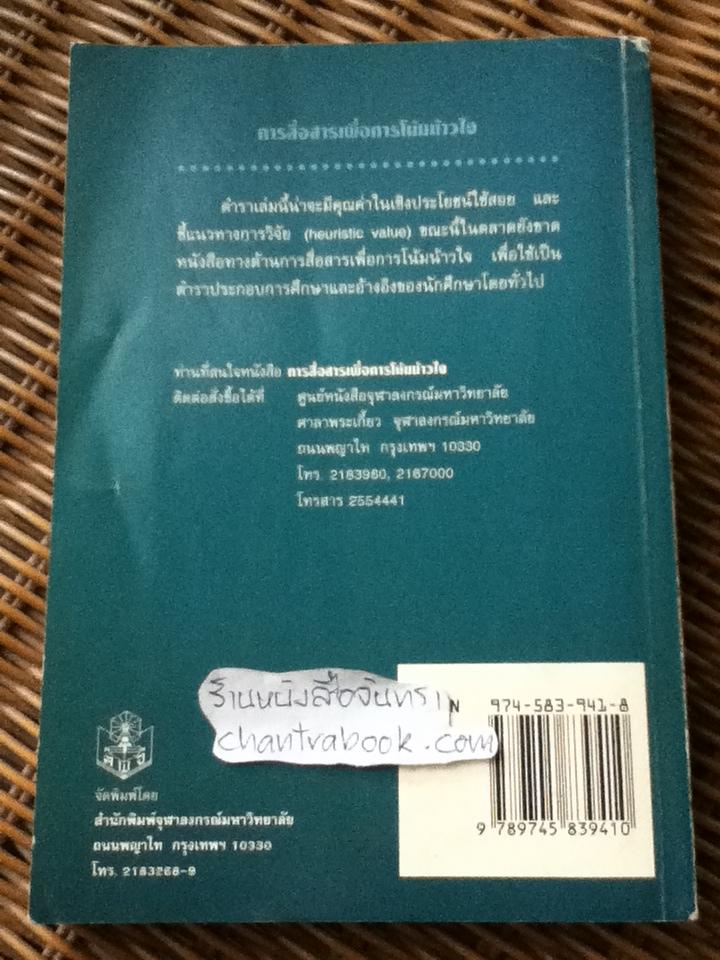 การสื่อสารเพื่อการโน้มน้าวใจ
ตำราเล่มนี้น่าจะมีคุณค่าในเชิงประโยชน์ใช้สอย และ
ชี้แนวทางการวิจัย (heuristic value) ขณะนี้ในตลาดยังขาด
หนังสือทางด้านการสื่อสารเพื่อการโน้มน้าวใจ เพื่อใช้เป็น
ตำราประกอบการศึกษาและอ้างอิงของนักศึกษาโดยทั่วไป
ท่านที่สนใจหนังสือ การสื่อสารเพื่อการโน้มน้าวใจ
ติดต่อสั่งซื้อได้ที่ ศูนย์หนังสือจุฬาลงกรณ์มหาวิทยาลัย
ศาลาพระเกี้ยว จุฬาลงกรณ์มหาวิทยาลัย
ถนนพญาไท กรุงเทพฯ 10330
โทร. 2183980, 2187000
โทรสาร 2554441
ร้านหนังสือจันทรา
chantrabook.com
N 974-583-941-8
9 789745 839410
สพจ
จัดพิมพ์โดย
สำนักพิมพ์จุฬาลงกรณ์มหาวิทยาลัย
ถนนพญาไท กรุงเทพฯ 10330
โทร. 2183268-9